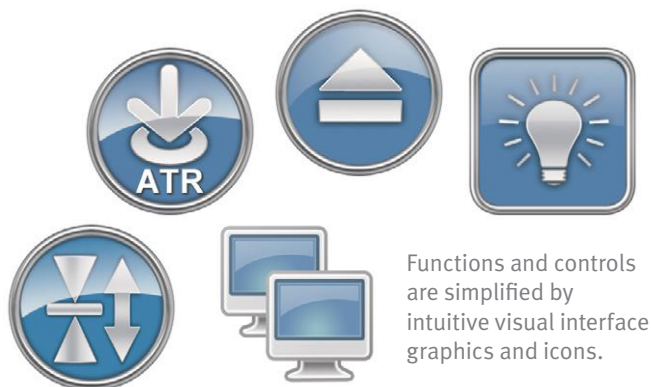 ATR
Functions and controls
are simplified by
intuitive visual interface
graphics and icons.